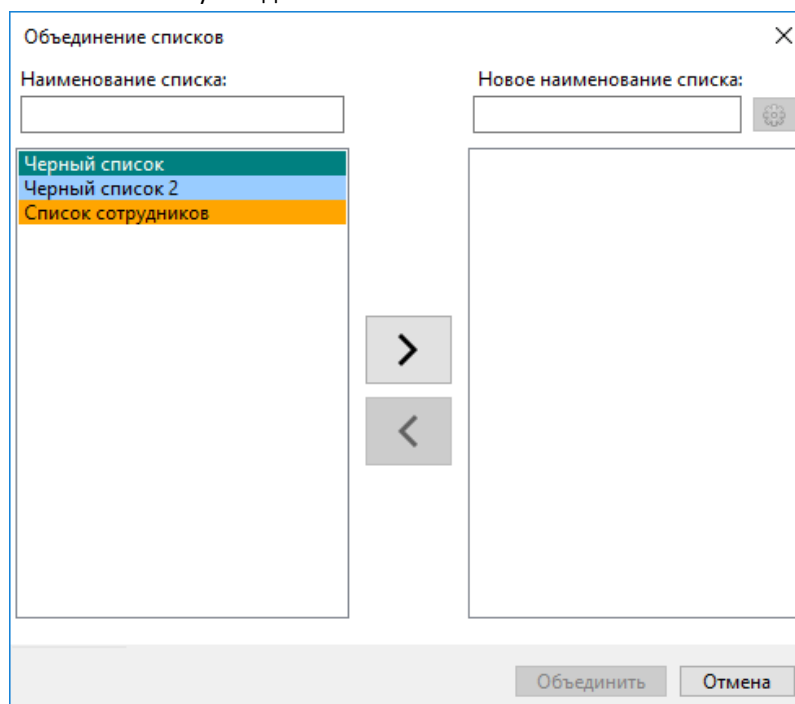 Объединение списков
Наименование списка:
Новое наименование списка:
Черный список
Черный список 2
Список сотрудников
Объединить
Отмена